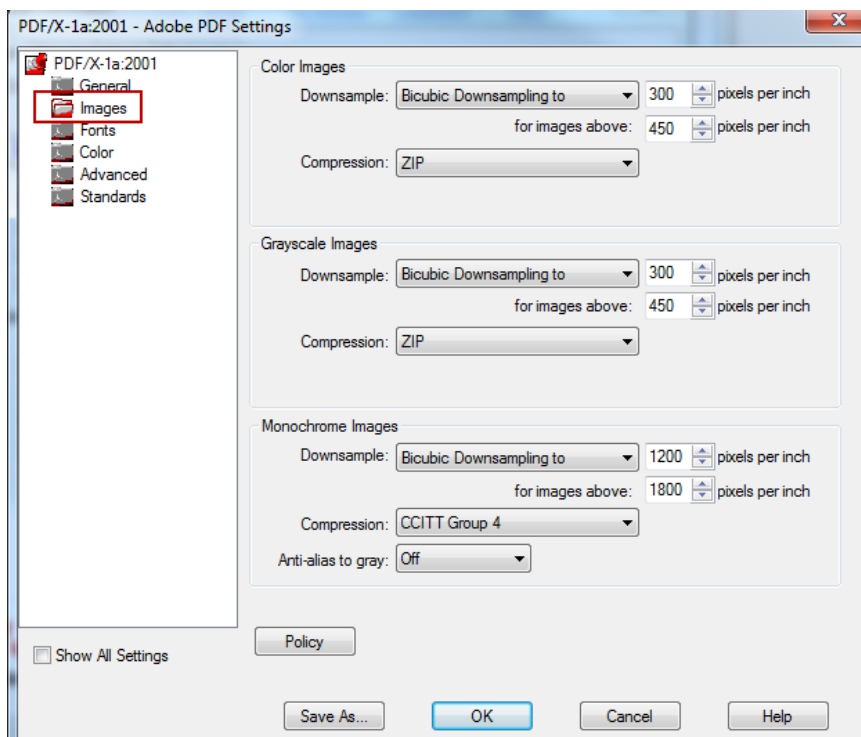 PDF/X-1a:2001 - Adobe PDF Settings
PDF/X-1a:2001
General
Images
Fonts
Color
Advanced
Standards
Show All Settings
Color Images
Downsample: Bicubic Downsampling to 300 pixels per inch
for images above: 450 pixels per inch
Compression: ZIP
Grayscale Images
Downsample: Bicubic Downsampling to 300 pixels per inch
for images above: 450 pixels per inch
Compression: ZIP
Monochrome Images
Downsample: Bicubic Downsampling to 1200 pixels per inch
for images above: 1800 pixels per inch
Compression: CCITT Group 4
Anti-alias to gray: Off
Policy
Save As... OK Cancel Help